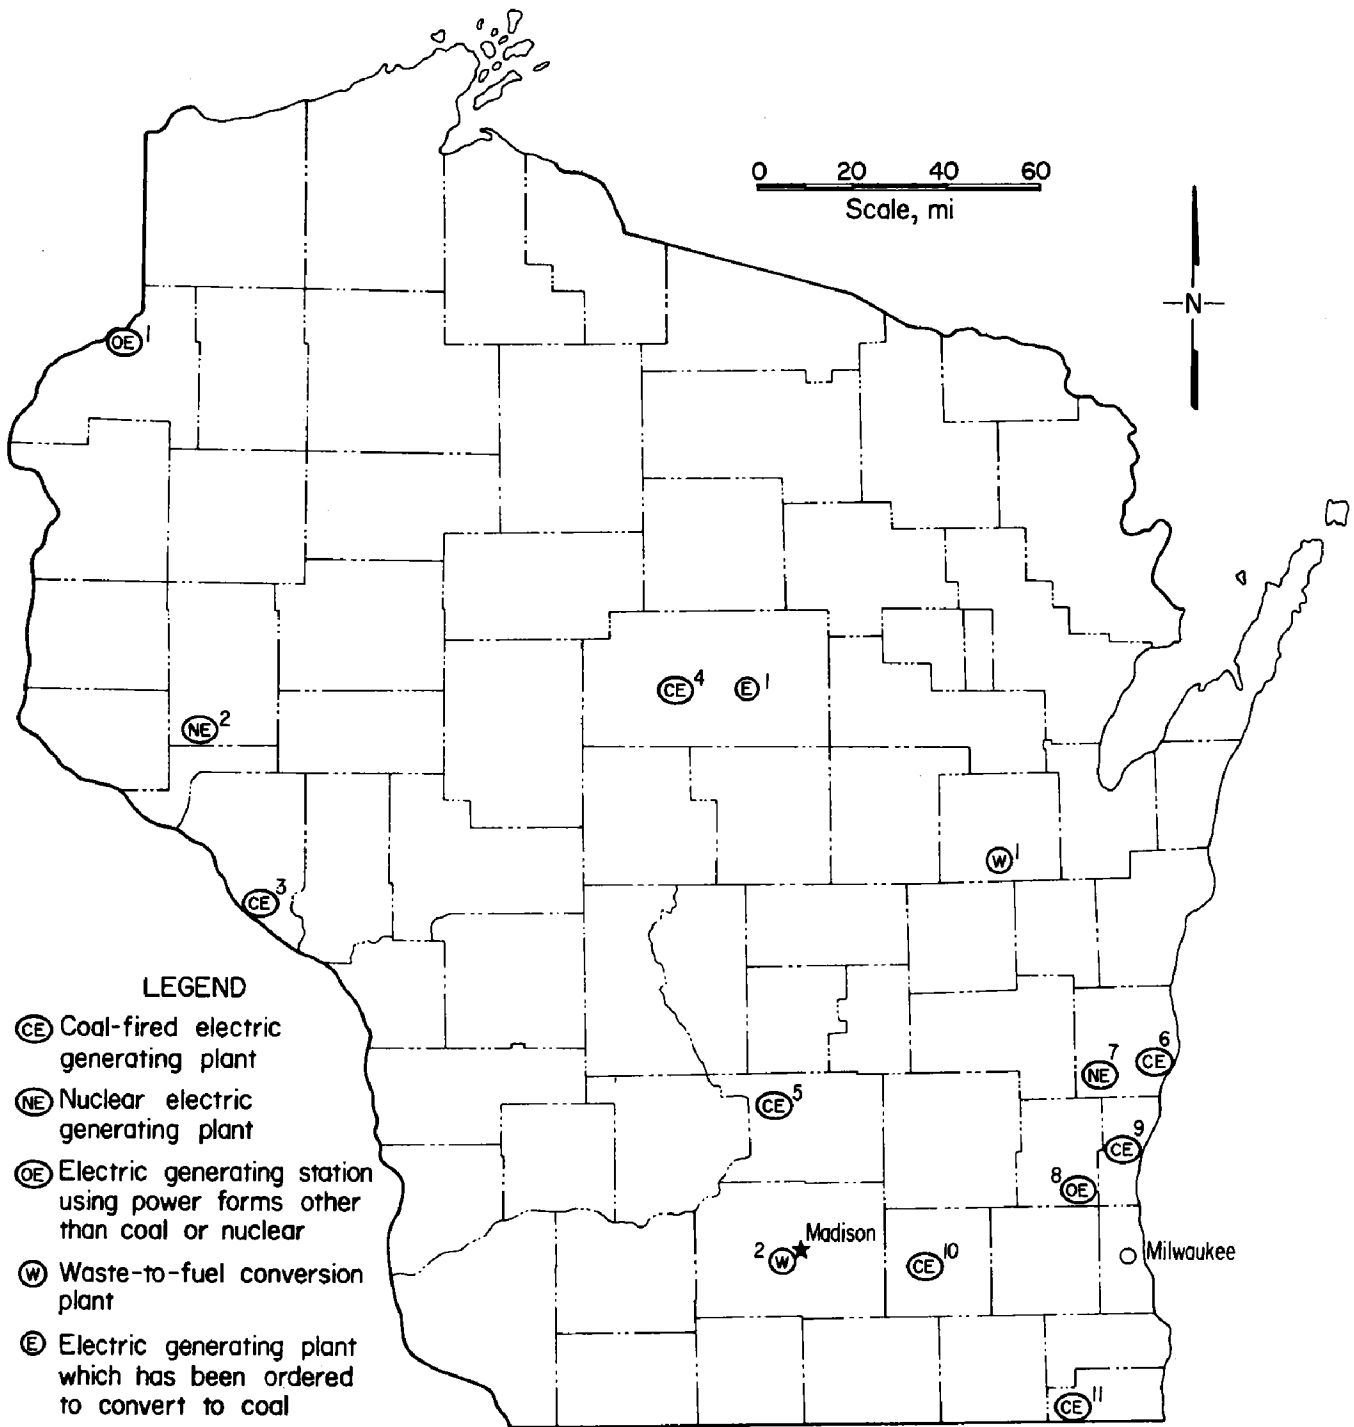 0 20 40 60
Scale, mi
N
OE 1
NE 2
CE 4
E 1
W 1
CE 3
CE 5
NE 7
CE 6
CE 9
8 OE
Madison
2 W
CE 10
Milwaukee
CE 11
LEGEND
CE Coal-fired electric
generating plant
NE Nuclear electric
generating plant
OE Electric generating station
using power forms other
than coal or nuclear
W Waste-to-fuel conversion
plant
E Electric generating plant
which has been ordered
to convert to coal